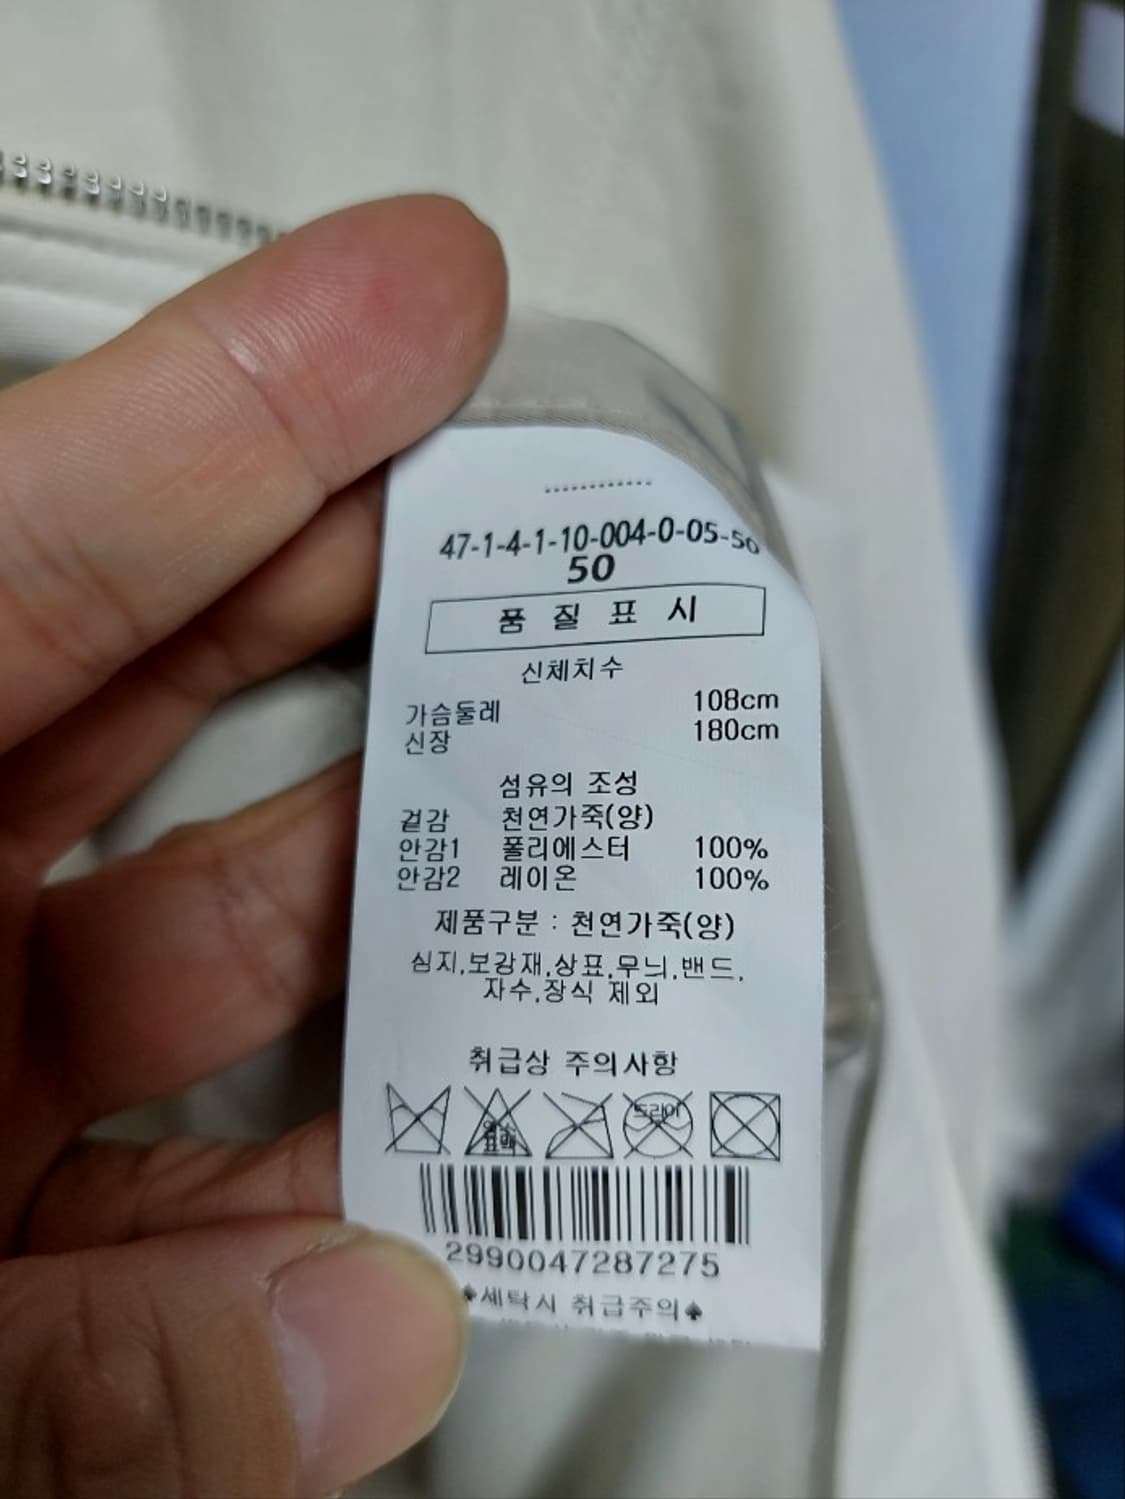 47-1-4-1-10-004-0-05-50
50
품 질 표 시
신체치수
가슴둘레 108cm
신장 180cm
섬유의 조성
겉감 천연가죽(양)
안감1 폴리에스터 100%
안감2 레이온 100%
제품구분 : 천연가죽(양)
심지,보강재,상표,무늬,밴드,
자수,장식 제외
취급상 주의사항
염소 표백 드라이
2990047287275
♠세탁시 취급주의♠